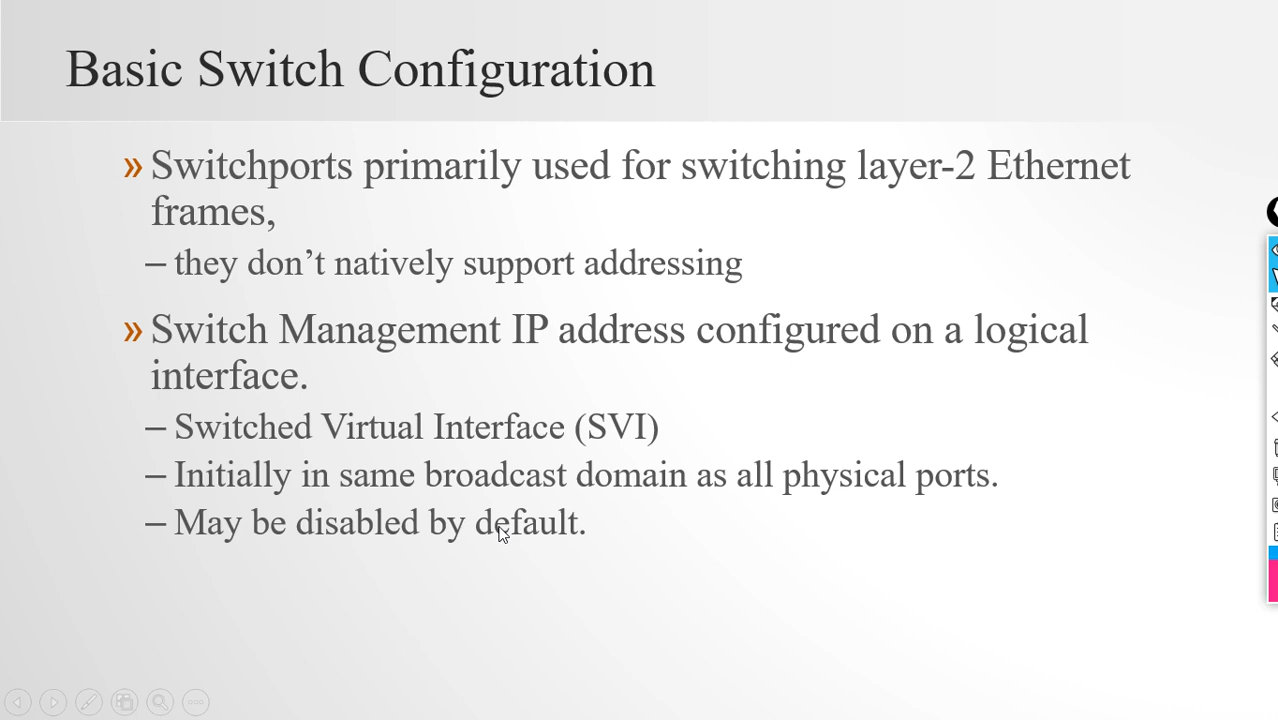 Basic Switch Configuration
» Switchports primarily used for switching layer-2 Ethernet
frames,
– they don’t natively support addressing
» Switch Management IP address configured on a logical
interface.
– Switched Virtual Interface (SVI)
– Initially in same broadcast domain as all physical ports.
– May be disabled by default.